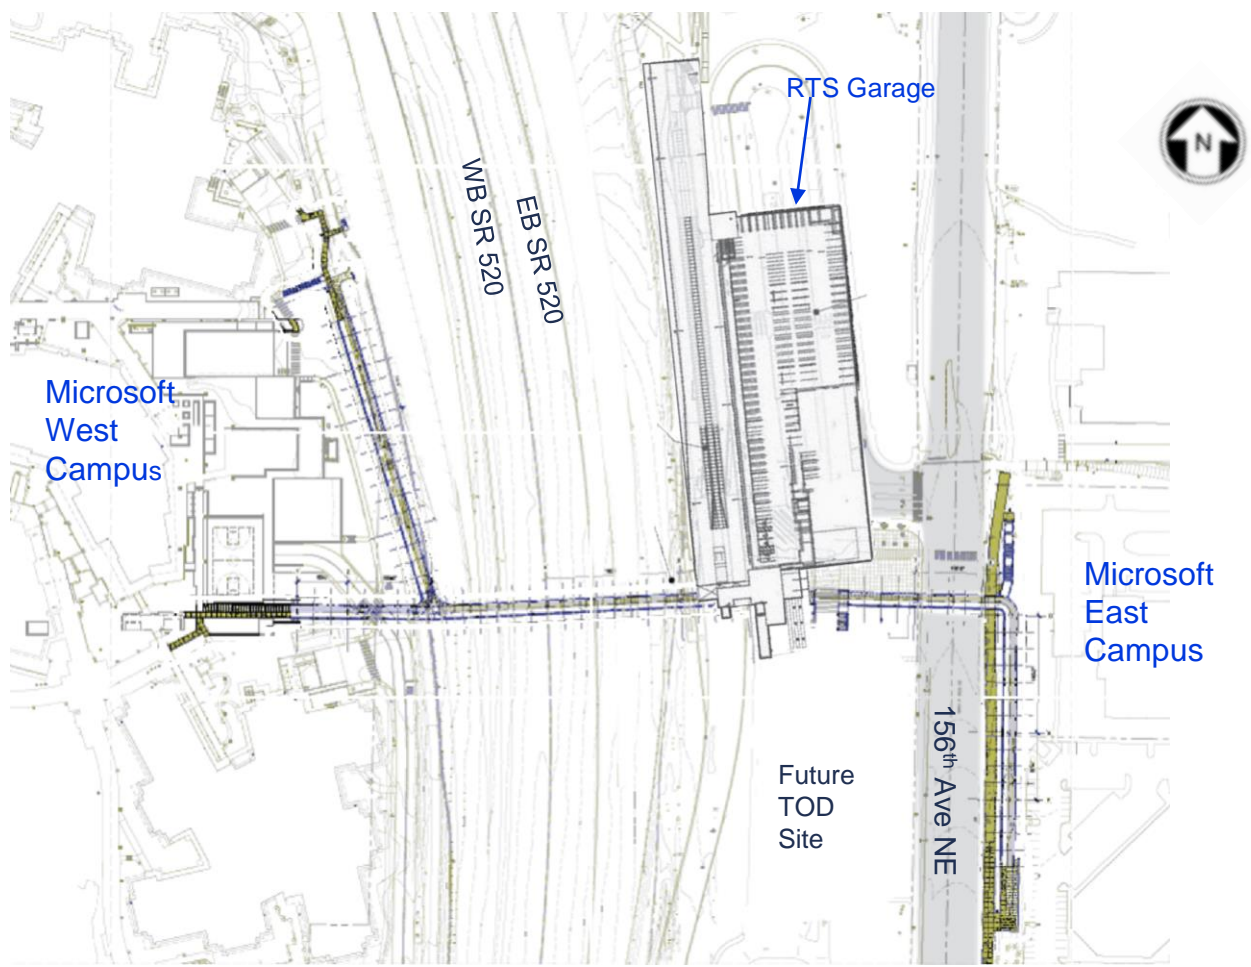 RTS Garage
N
WB SR 520
EB SR 520
Microsoft
West
Campus
Microsoft
East
Campus
156th Ave NE
Future
TOD
Site